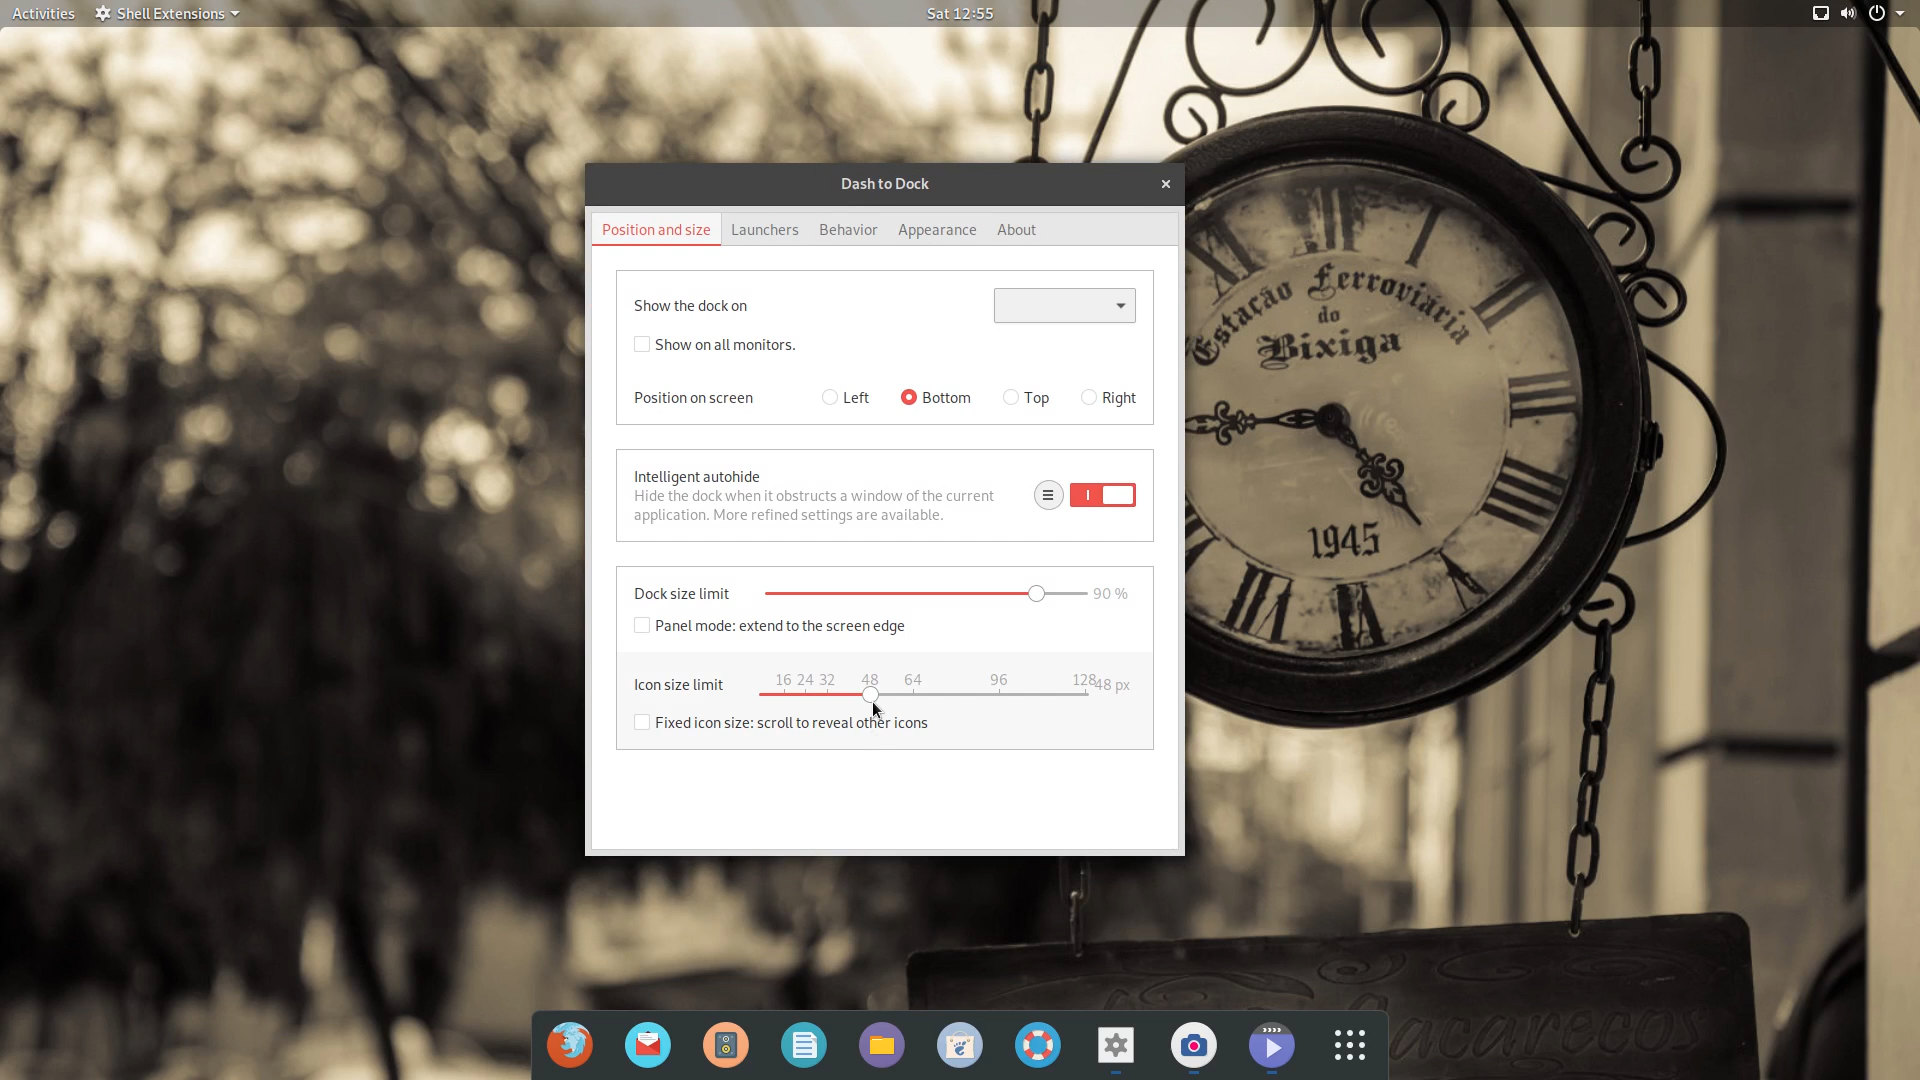 Activities Shell Extensions Sat 12:55
Dash to Dock
Position and size Launchers Behavior Appearance About
Show the dock on
Show on all monitors.
Position on screen Left Bottom Top Right
Intelligent autohide
Hide the dock when it obstructs a window of the current
application. More refined settings are available.
Dock size limit 90 %
Panel mode: extend to the screen edge
16 24 32 48 64 96 128
Icon size limit 48 px
Fixed icon size: scroll to reveal other icons
Estação Ferroviária
do
Bixiga
1945